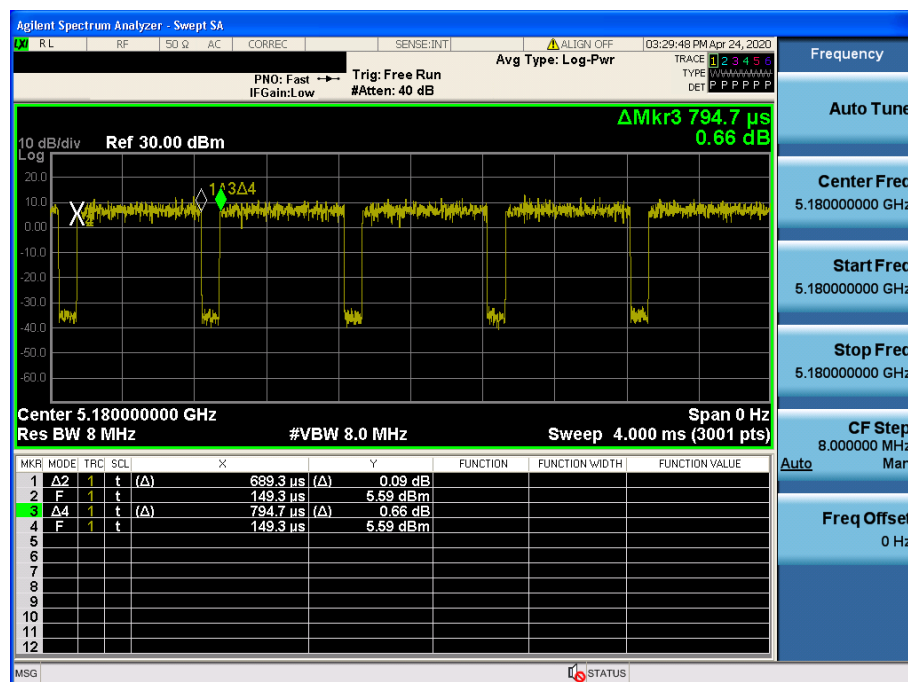 Agilent Spectrum Analyzer - Swept SA
LXI RL RF 50 Ω AC CORREC SENSE:INT ALIGN OFF 03:29:48 PM Apr 24, 2020
Frequency
Avg Type: Log-Pwr
TRACE 1 2 3 4 5 6
TYPE WWWWWW
DET P P P P P P
PNO: Fast
IFGain:Low
Trig: Free Run
#Atten: 40 dB
Auto Tune
ΔMkr3 794.7 µs
0.66 dB
10 dB/div Ref 30.00 dBm
Log
20.0
10.0
0.00
-10.0
-20.0
-30.0
-40.0
-50.0
-60.0
3Δ4
Center Freq
5.180000000 GHz
Start Freq
5.180000000 GHz
Stop Freq
5.180000000 GHz
Center 5.180000000 GHz Span 0 Hz
Res BW 8 MHz #VBW 8.0 MHz Sweep 4.000 ms (3001 pts)
CF Step
8.000000 MHz
Auto Man
Freq Offset
0 Hz
MKR MODE TRC SCL X Y FUNCTION FUNCTION WIDTH FUNCTION VALUE
1 Δ2 1 t (Δ) 689.3 µs (Δ) 0.09 dB
2 F 1 t 149.3 µs 5.59 dBm
3 Δ4 1 t (Δ) 794.7 µs (Δ) 0.66 dB
4 F 1 t 149.3 µs 5.59 dBm
5
6
7
8
9
10
11
12
MSG STATUS